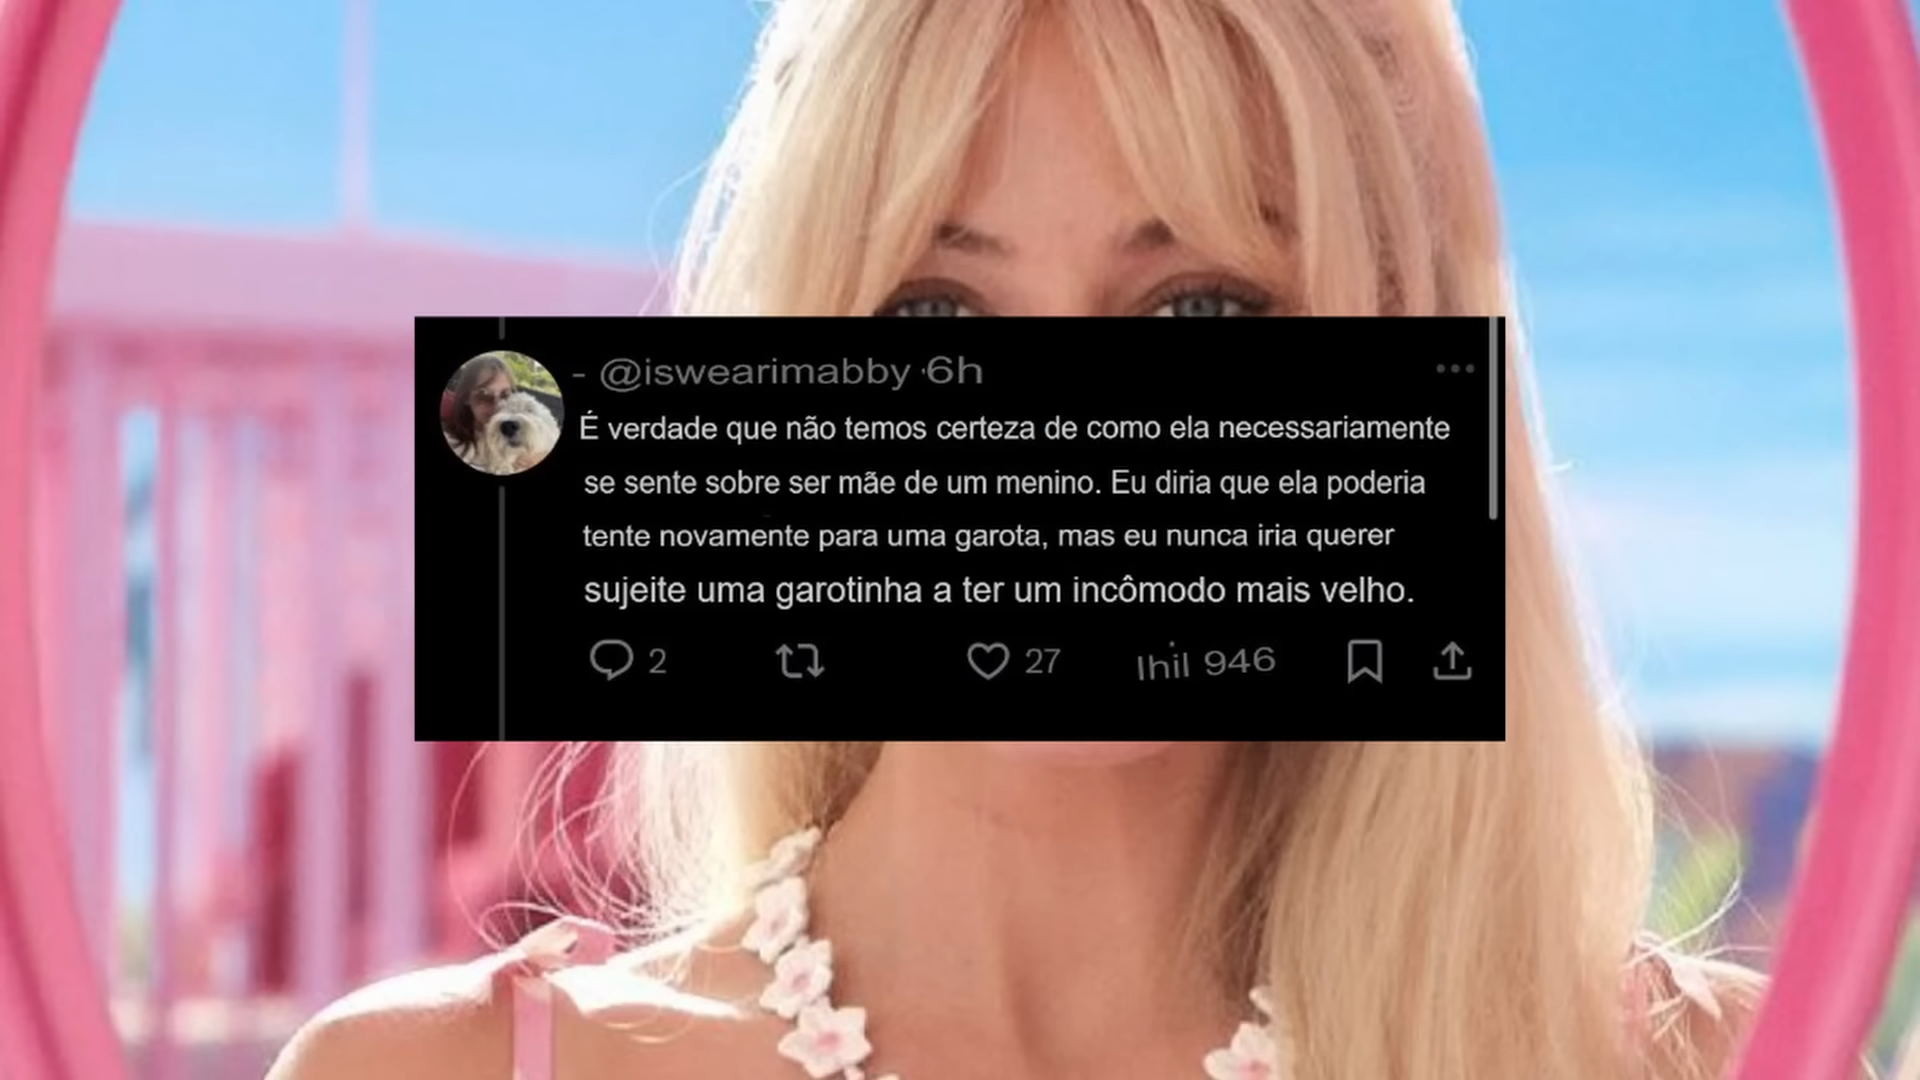 - @iswearimabby · 6h
É verdade que não temos certeza de como ela necessariamente
se sente sobre ser mãe de um menino. Eu diria que ela poderia
tente novamente para uma garota, mas eu nunca iria querer
sujeite uma garotinha a ter um incômodo mais velho.
2 27 946